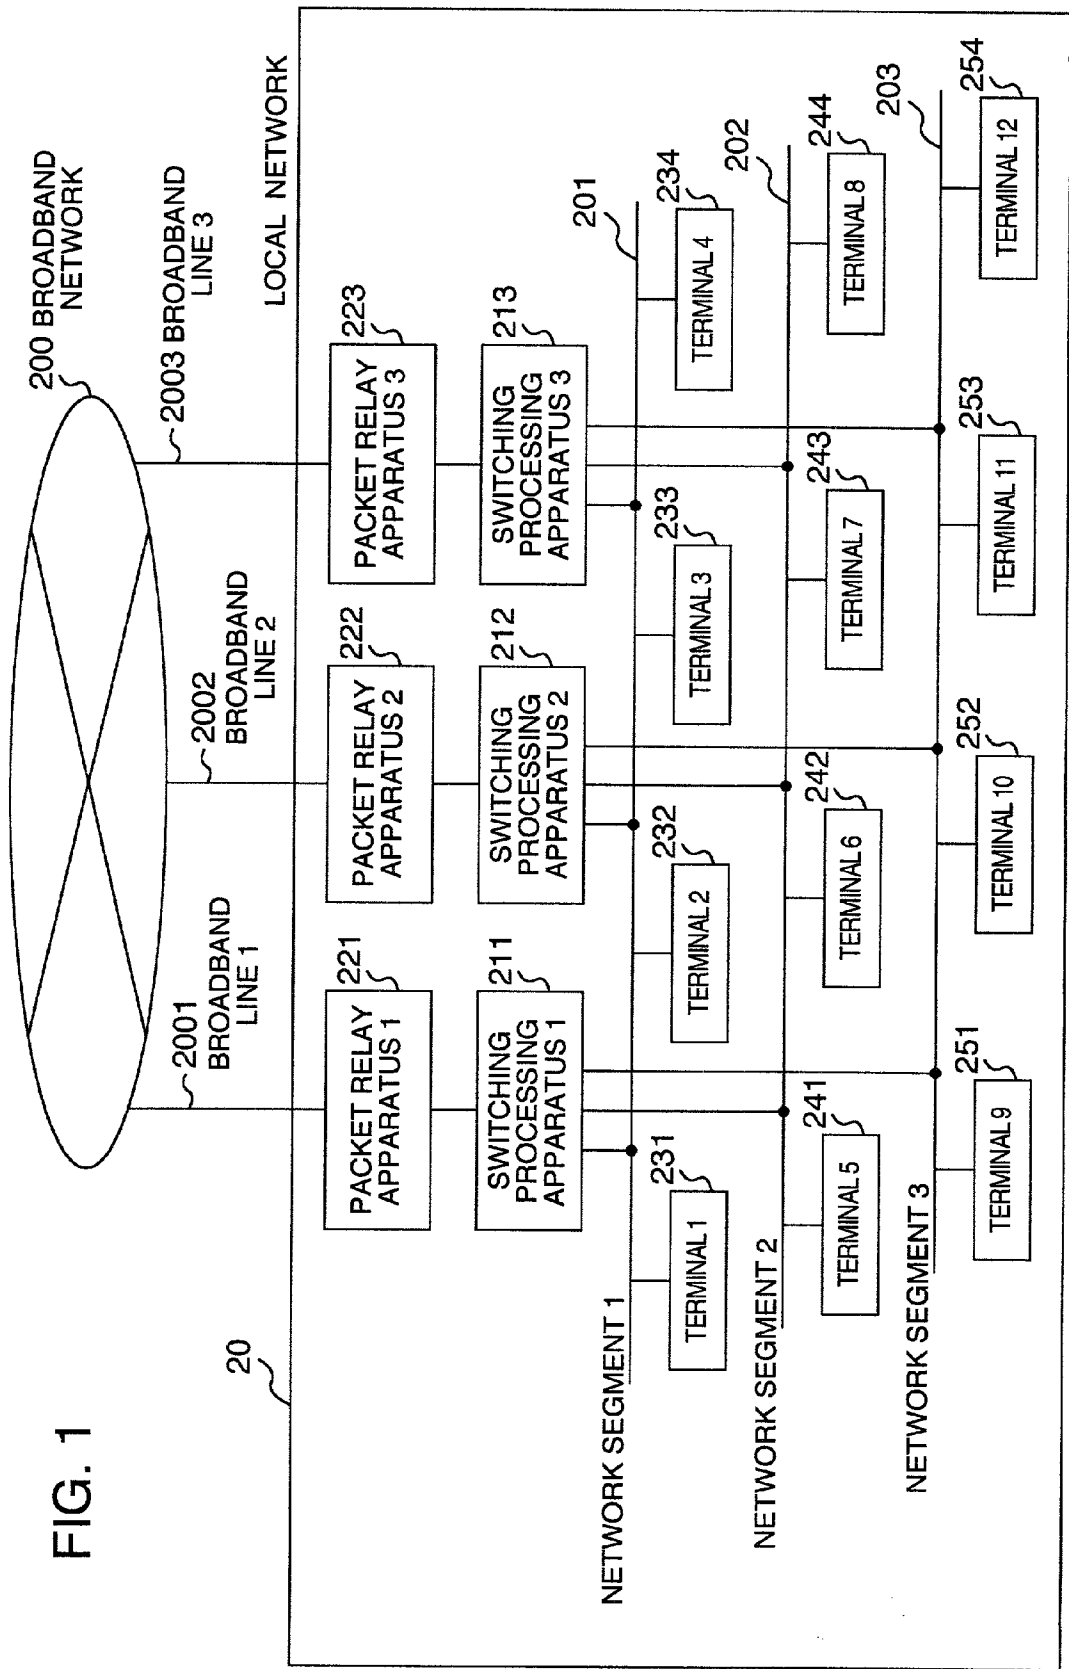 FIG. 1
200 BROADBAND
NETWORK
2001
BROADBAND
LINE 1
2002
BROADBAND
LINE 2
2003 BROADBAND
LINE 3
20
LOCAL NETWORK
221
PACKET RELAY
APPARATUS 1
222
PACKET RELAY
APPARATUS 2
223
PACKET RELAY
APPARATUS 3
211
SWITCHING
PROCESSING
APPARATUS 1
212
SWITCHING
PROCESSING
APPARATUS 2
213
SWITCHING
PROCESSING
APPARATUS 3
NETWORK SEGMENT 1
201
231
TERMINAL 1
232
TERMINAL 2
233
TERMINAL 3
234
TERMINAL 4
NETWORK SEGMENT 2
202
241
TERMINAL 5
242
TERMINAL 6
243
TERMINAL 7
244
TERMINAL 8
NETWORK SEGMENT 3
203
251
TERMINAL 9
252
TERMINAL 10
253
TERMINAL 11
254
TERMINAL 12